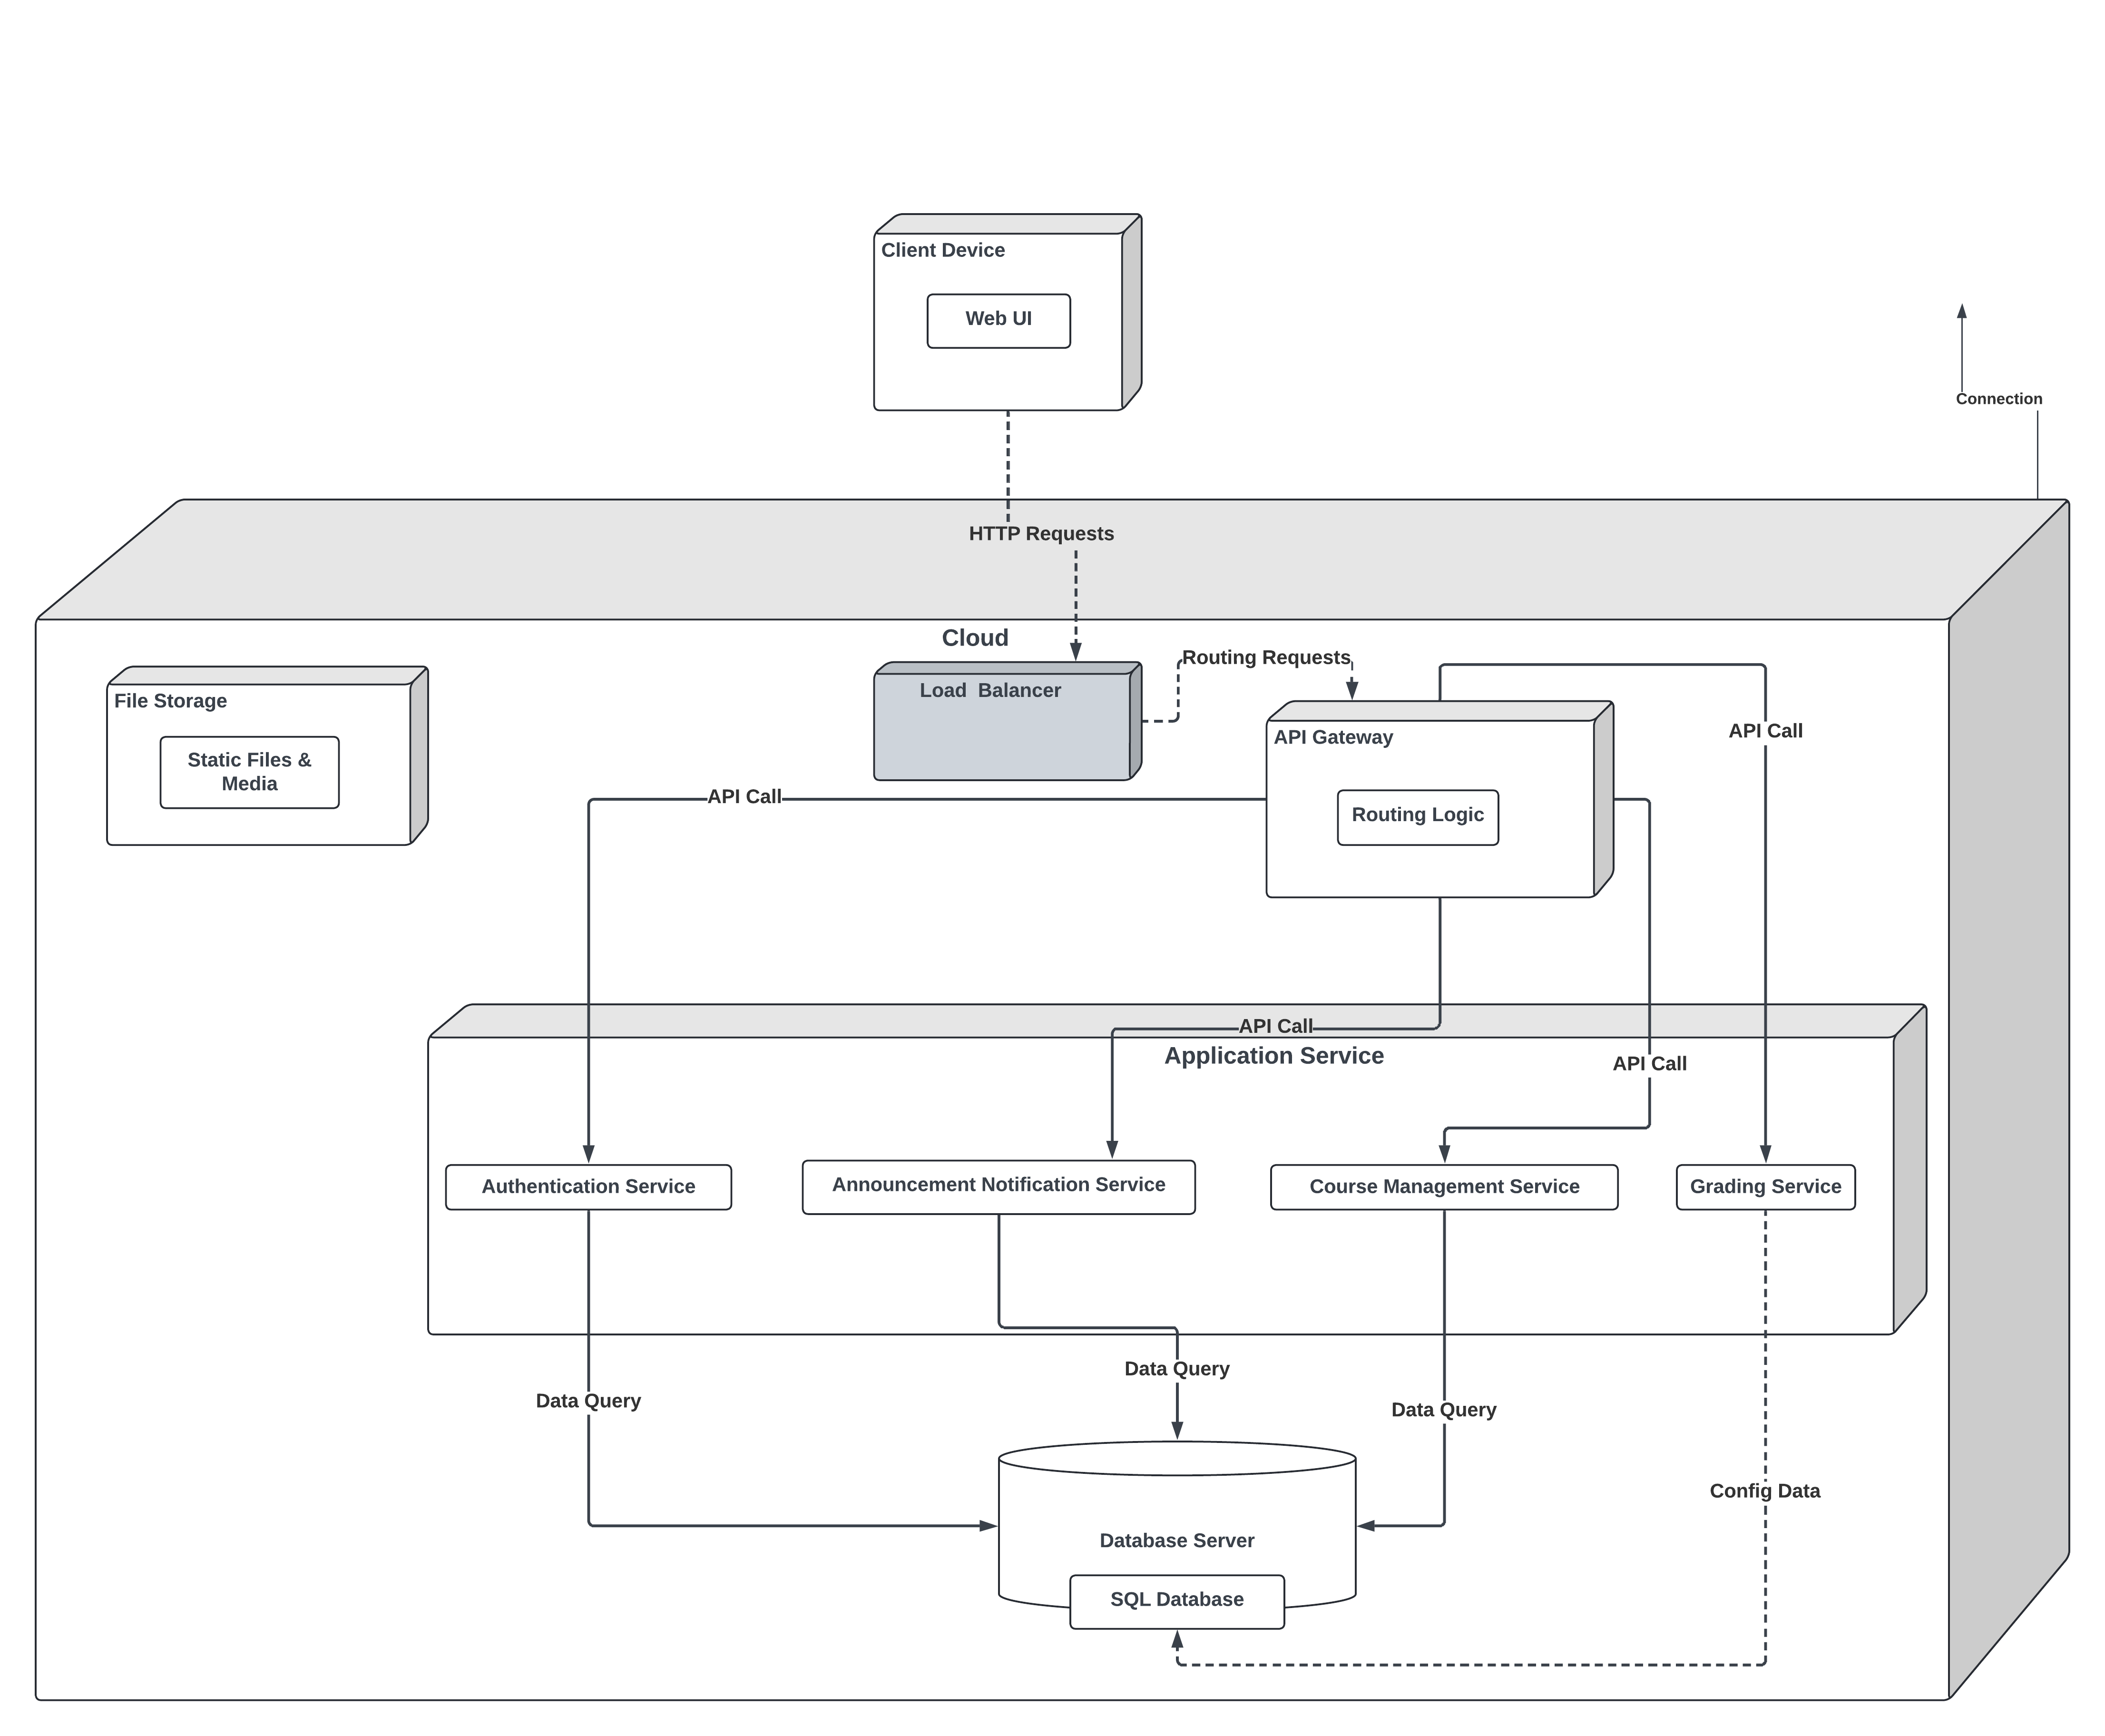 Client Device
Web UI
Connection
HTTP Requests
Cloud
Routing Requests
Load  Balancer
File Storage
API Gateway
API Call
Static Files &
Media
API Call
Routing Logic
API Call
Application Service
API Call
Authentication Service
Announcement Notification Service
Course Management Service
Grading Service
Data Query
Data Query
Data Query
Config Data
Database Server
SQL Database